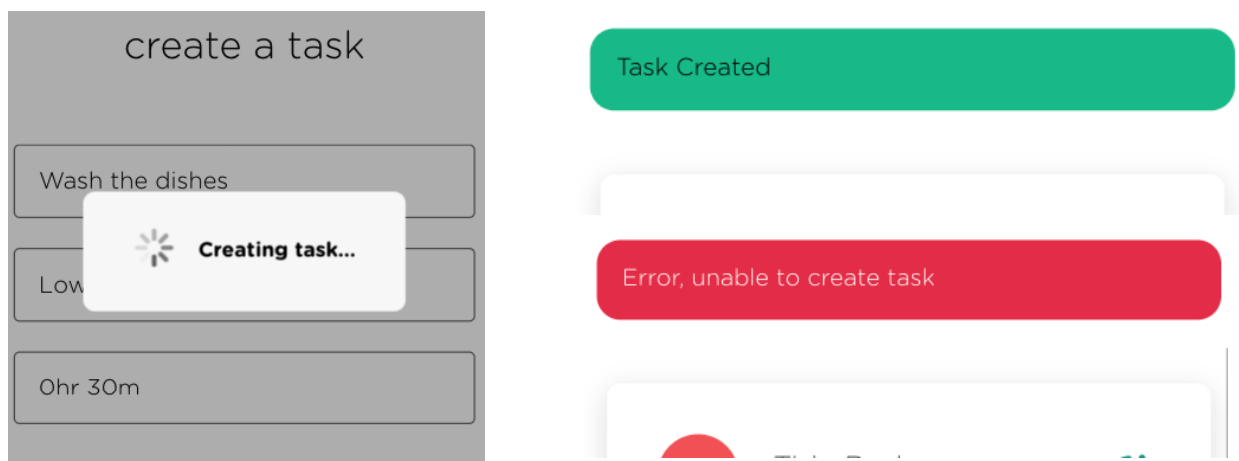 create a task
Wash the dishes
Creating task...
Low
0hr 30m
Task Created
Error, unable to create task